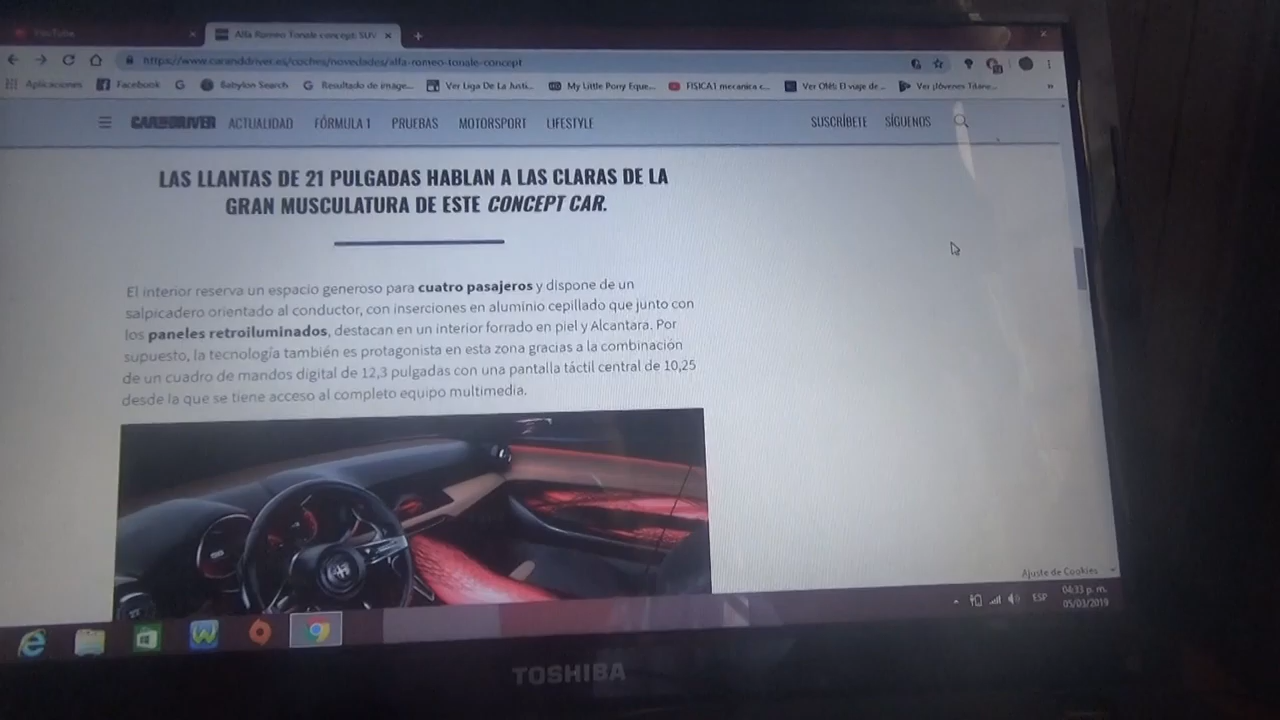 YouTube
Alfa Romeo Tonale concept: SUV
https://www.caranddriver.es/coches/novedades/alfa-romeo-tonale-concept
Aplicaciones Facebook Babylon Search Resultado de image... Ver Liga De La Justi... My Little Pony Eque... FISICA1 mecanica c... Ver Olé!: El viaje de ... Ver ¡Jóvenes Titane...
CAR AND DRIVER ACTUALIDAD FÓRMULA 1 PRUEBAS MOTORSPORT LIFESTYLE SUSCRÍBETE SÍGUENOS
LAS LLANTAS DE 21 PULGADAS HABLAN A LAS CLARAS DE LA
GRAN MUSCULATURA DE ESTE CONCEPT CAR.
El interior reserva un espacio generoso para cuatro pasajeros y dispone de un
salpicadero orientado al conductor, con inserciones en aluminio cepillado que junto con
los paneles retroiluminados, destacan en un interior forrado en piel y Alcantara. Por
supuesto, la tecnología también es protagonista en esta zona gracias a la combinación
de un cuadro de mandos digital de 12,3 pulgadas con una pantalla táctil central de 10,25
desde la que se tiene acceso al completo equipo multimedia.
Ajuste de Cookies
ESP
04:33 p. m.
05/03/2019
TOSHIBA